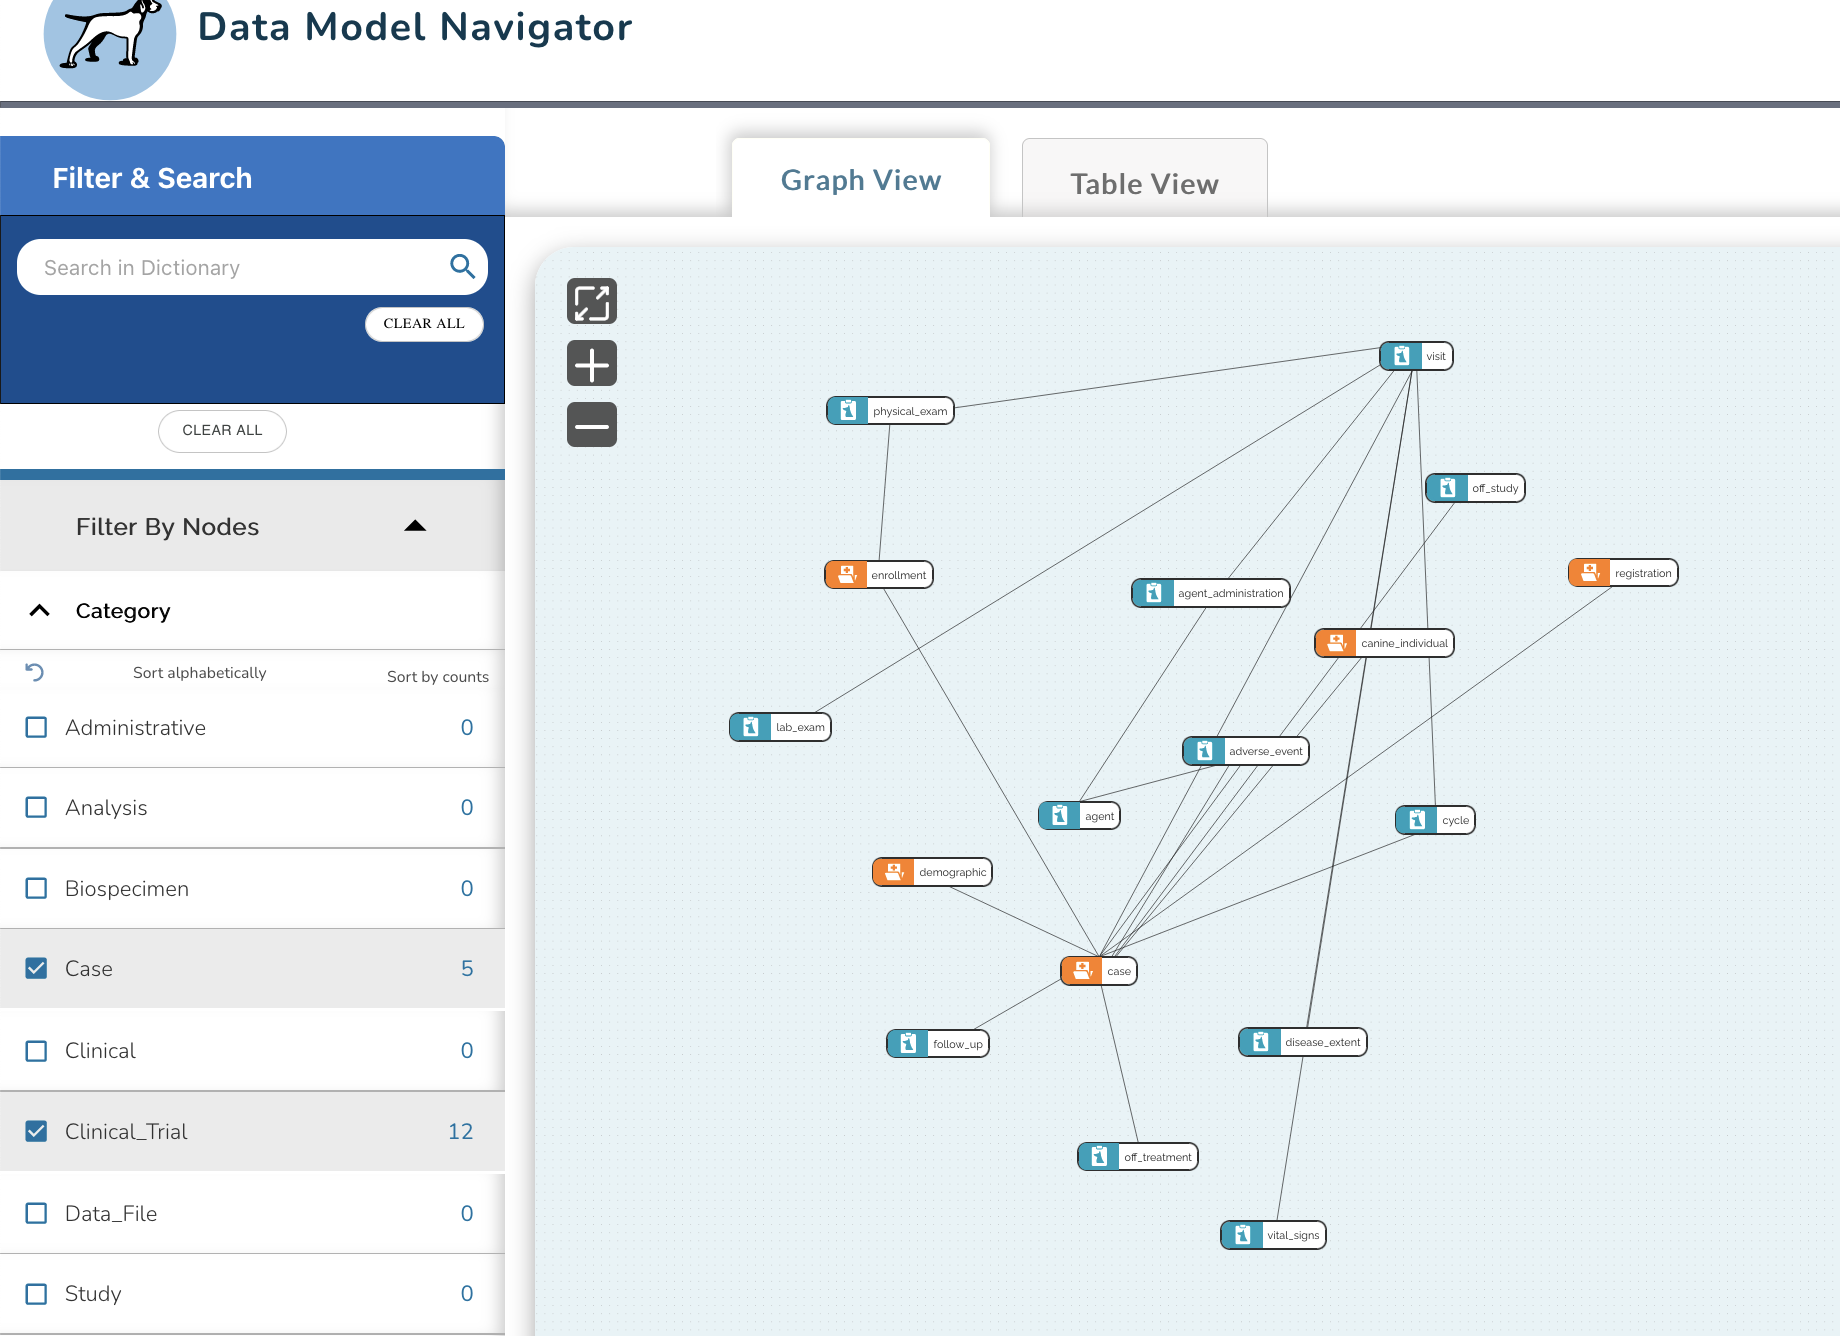 Data Model Navigator
Filter & Search
Search in Dictionary
CLEAR ALL
CLEAR ALL
Filter By Nodes
Category
Sort alphabetically
Sort by counts
Administrative 0
Analysis 0
Biospecimen 0
Case 5
Clinical 0
Clinical_Trial 12
Data_File 0
Study 0
Graph View
Table View
visit
physical_exam
off_study
enrollment
registration
agent_administration
canine_individual
lab_exam
adverse_event
agent
cycle
demographic
case
follow_up
disease_extent
off_treatment
vital_signs